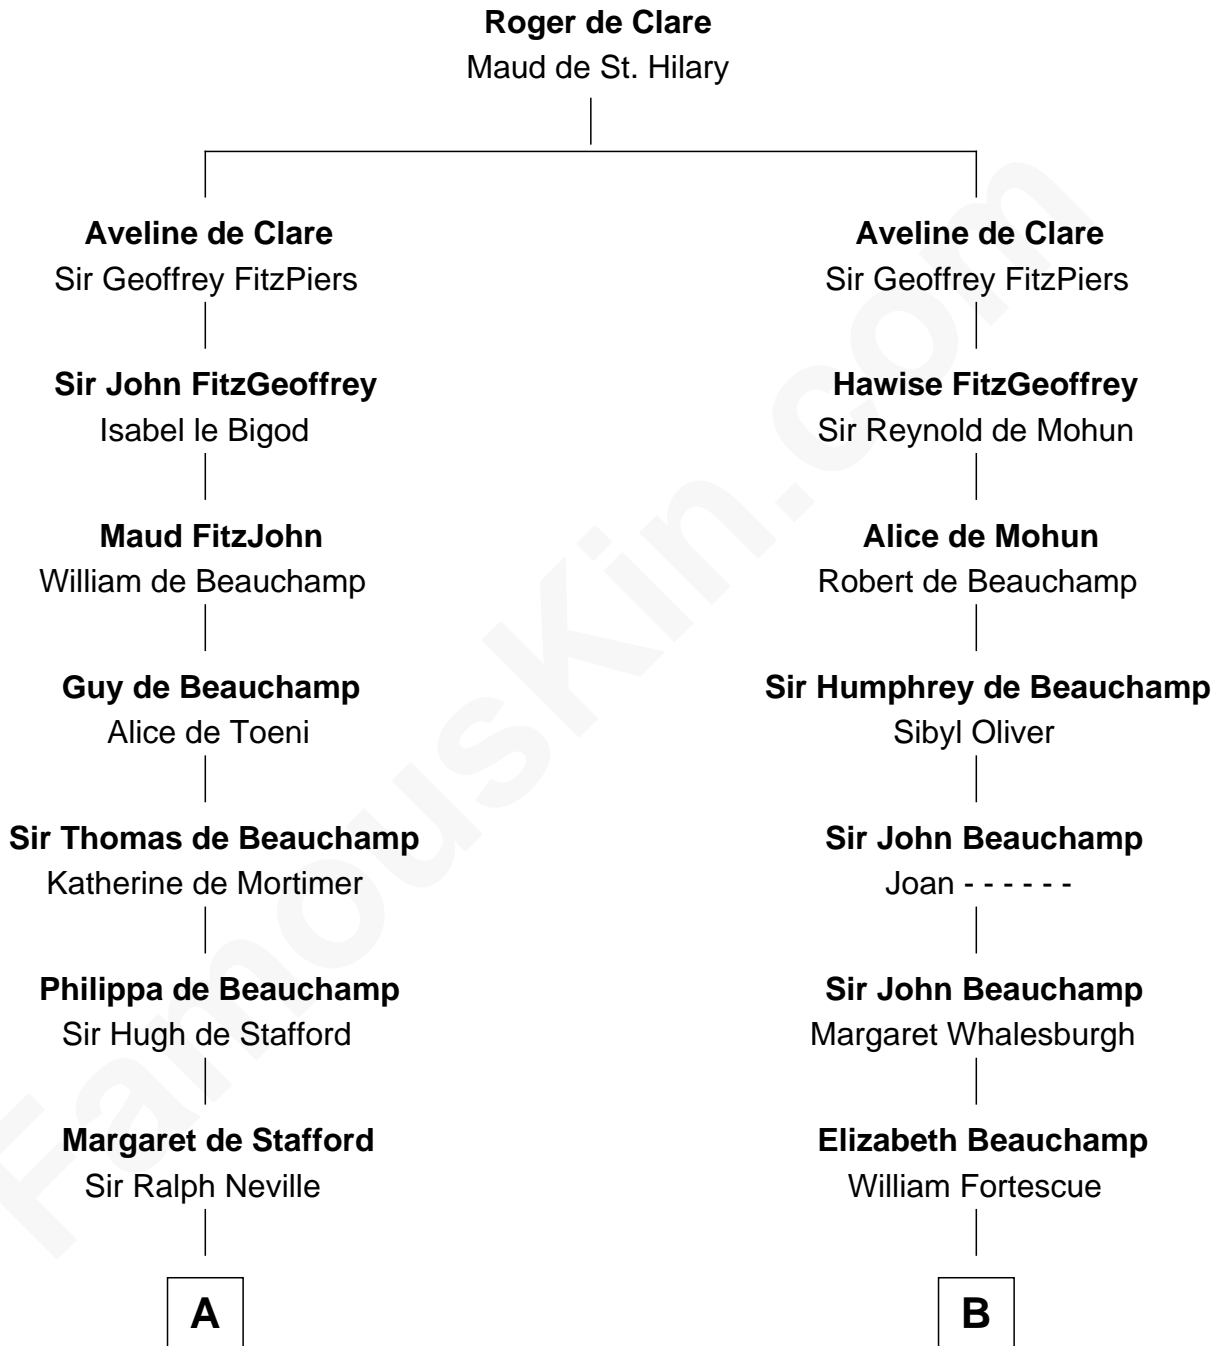 Roger de Clare
Maud de St. Hilary
Aveline de Clare
Sir Geoffrey FitzPiers
Sir John FitzGeoffrey
Isabel le Bigod
Maud FitzJohn
William de Beauchamp
Guy de Beauchamp
Alice de Toeni
Sir Thomas de Beauchamp
Katherine de Mortimer
Philippa de Beauchamp
Sir Hugh de Stafford
Margaret de Stafford
Sir Ralph Neville
A
Aveline de Clare
Sir Geoffrey FitzPiers
Hawise FitzGeoffrey
Sir Reynold de Mohun
Alice de Mohun
Robert de Beauchamp
Sir Humphrey de Beauchamp
Sibyl Oliver
Sir John Beauchamp
Joan - - - - - -
Sir John Beauchamp
Margaret Whalesburgh
Elizabeth Beauchamp
William Fortescue
B
FamousKin.com